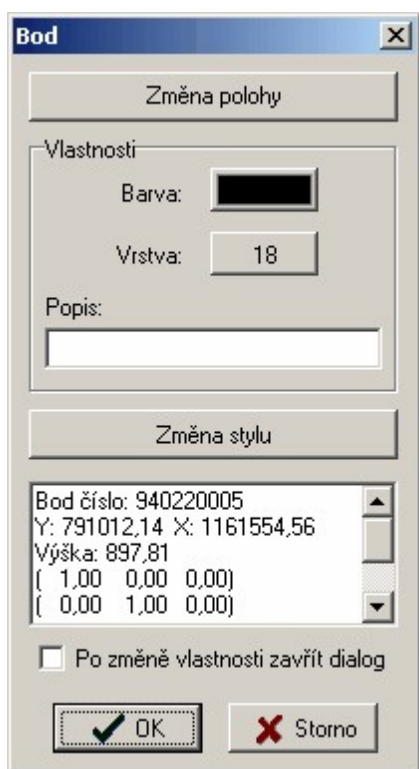 Bod
Změna polohy
Vlastnosti
Barva:
Vrstva: 18
Popis:
Změna stylu
Bod číslo: 940220005
Y: 791012,14 X: 1161554,56
Výška: 897,81
( 1,00 0,00 0,00)
( 0,00 1,00 0,00)
Po změně vlastnosti zavřít dialog
OK Storno